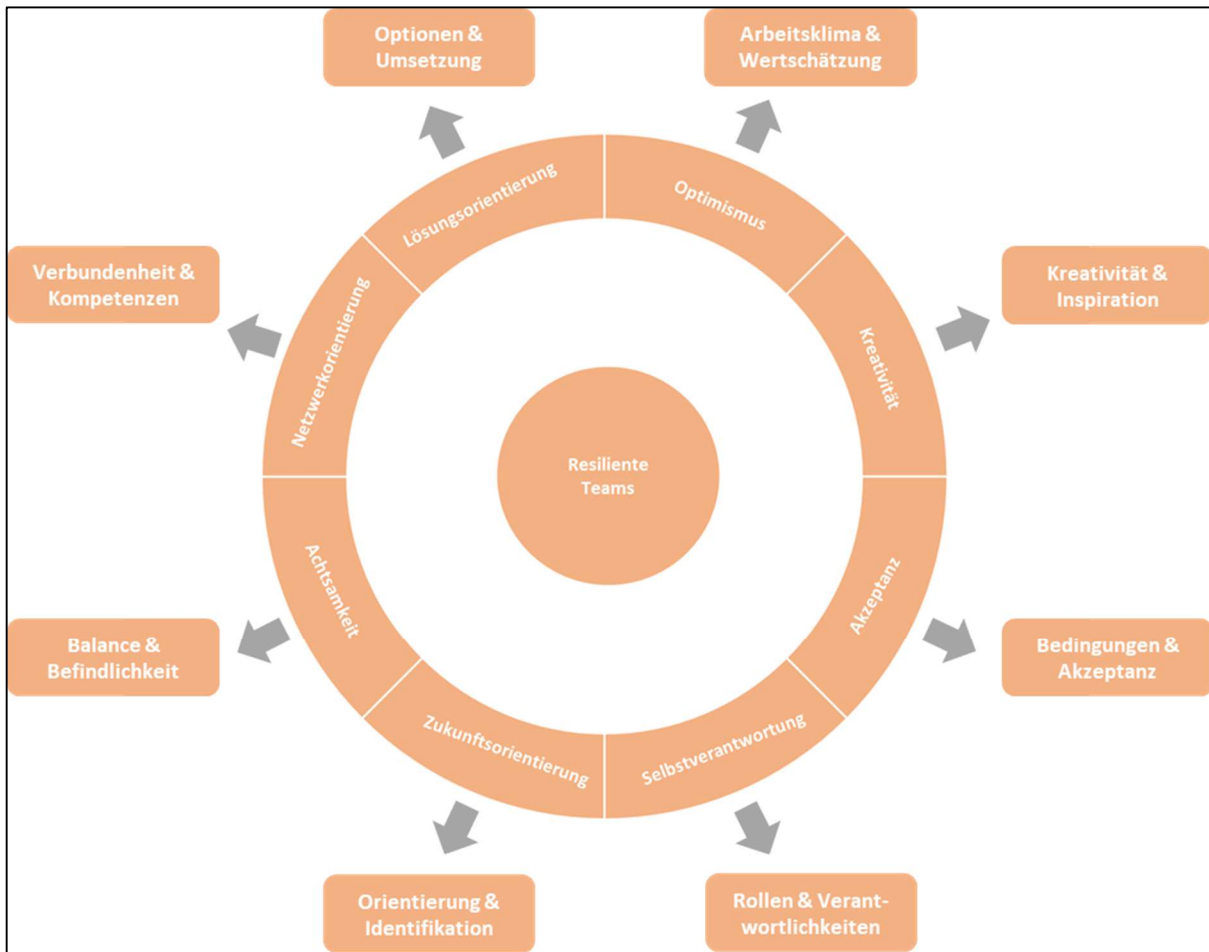 Optionen &
Umsetzung
Arbeitsklima &
Wertschätzung
Lösungsorientierung
Optimismus
Verbundenheit &
Kompetenzen
Kreativität &
Inspiration
Netzwerkorientierung
Kreativität
Resiliente
Teams
Achtsamkeit
Akzeptanz
Balance &
Befindlichkeit
Bedingungen &
Akzeptanz
Zukunftsorientierung
Selbstverantwortung
Orientierung &
Identifikation
Rollen & Verant-
wortlichkeiten